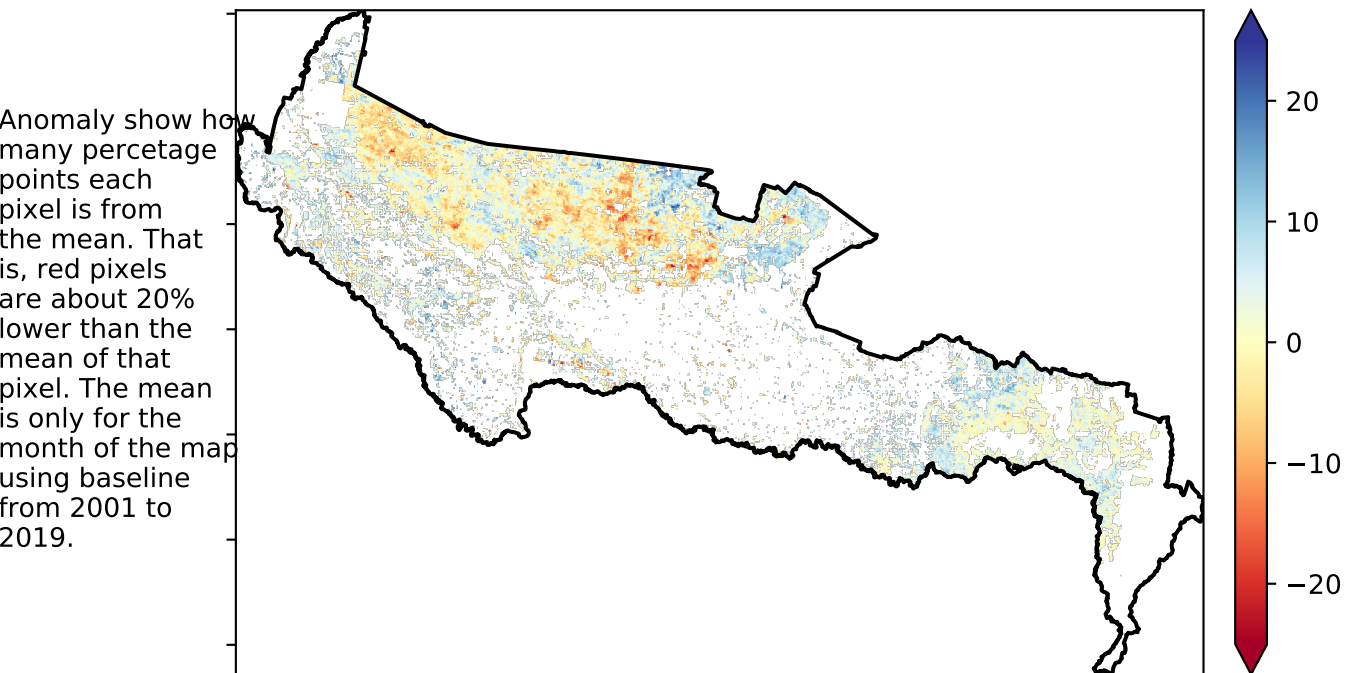 Anomaly show how
many percetage
points each
pixel is from
the mean. That
is, red pixels
are about 20%
lower than the
mean of that
pixel. The mean
is only for the
month of the map
using baseline
from 2001 to
2019.
20
10
0
−10
−20